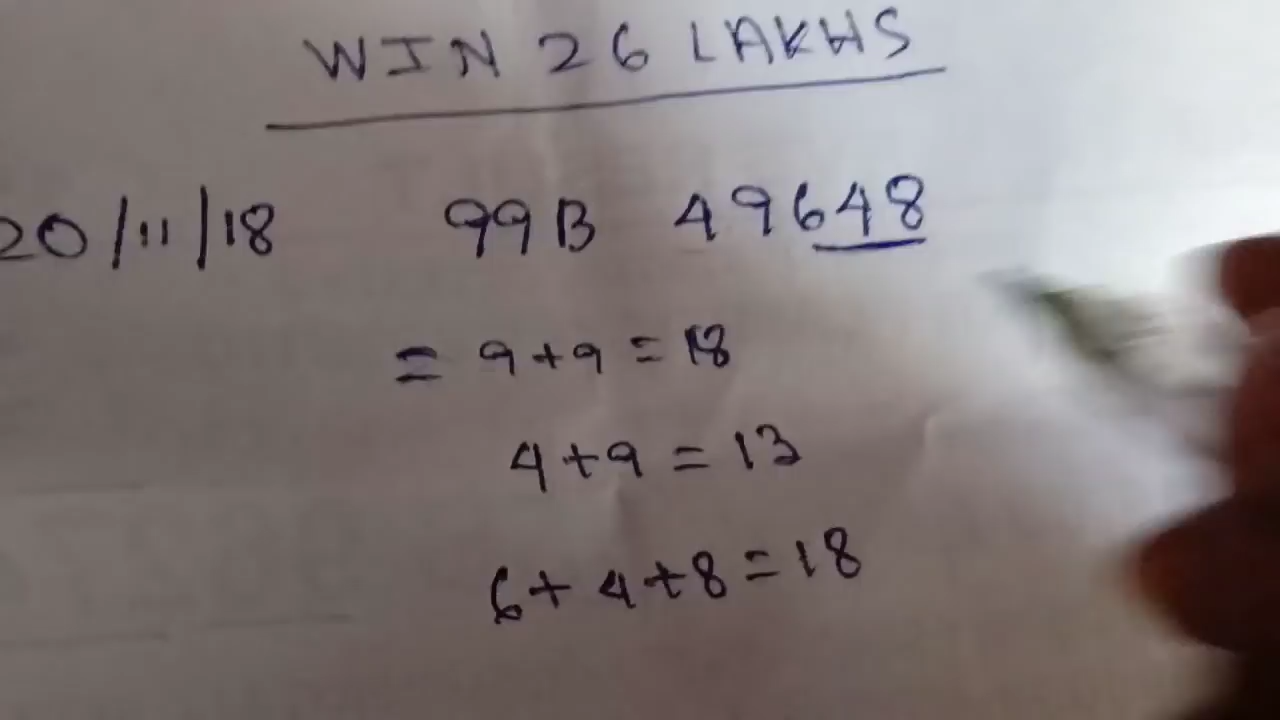 WIN 26 LAKHS
20/11/18 99B 49648
= 9+9=18
4+9=13
6+4+8=18